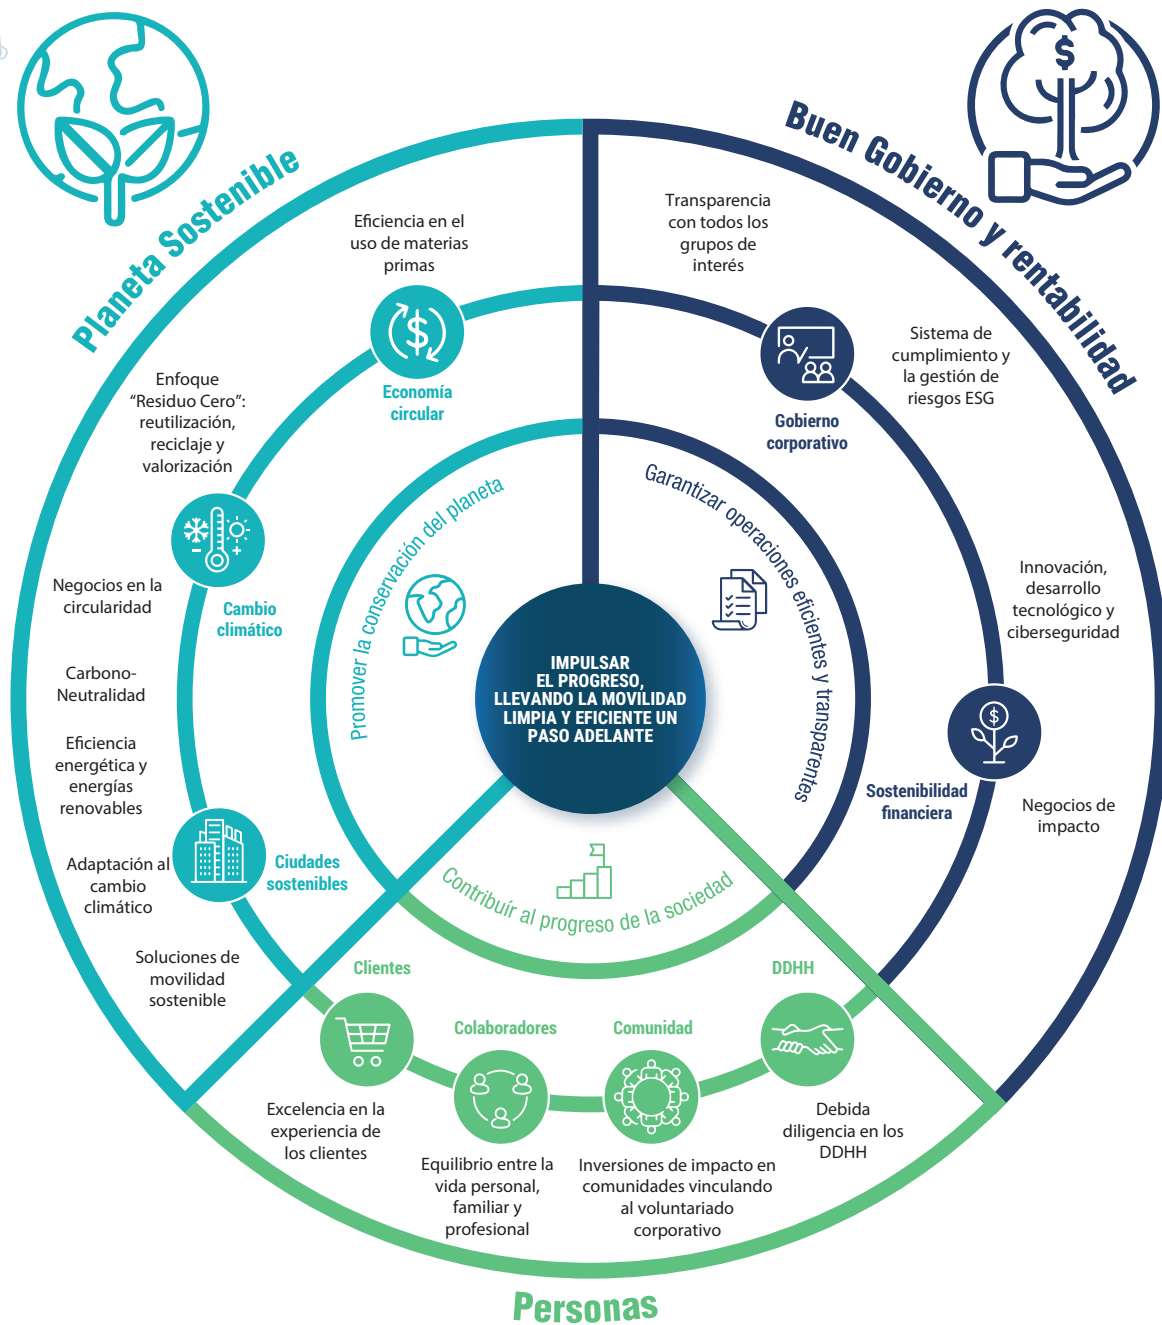 Planeta Sostenible
Buen Gobierno y rentabilidad
Eficiencia en el
uso de materias
primas
Economía
circular
Enfoque
“Residuo Cero”:
reutilización,
reciclaje y
valorización
Cambio
climático
Negocios en la
circularidad
Carbono-
Neutralidad
Eficiencia
energética y
energías
renovables
Adaptación al
cambio
climático
Ciudades
sostenibles
Soluciones de
movilidad
sostenible
Promover la conservación del planeta
Transparencia
con todos los
grupos de
interés
Gobierno
corporativo
Sistema de
cumplimiento y
la gestión de
riesgos ESG
Garantizar operaciones eficientes y transparentes
Innovación,
desarrollo
tecnológico y
ciberseguridad
Sostenibilidad
financiera
Negocios de
impacto
IMPULSAR
EL PROGRESO,
LLEVANDO LA MOVILIDAD
LIMPIA Y EFICIENTE UN
PASO ADELANTE
Contribuír al progreso de la sociedad
Clientes
Colaboradores
Comunidad
DDHH
Excelencia en la
experiencia de
los clientes
Equilibrio entre la
vida personal,
familiar y
profesional
Inversiones de impacto en
comunidades vinculando
al voluntariado
corporativo
Debida
diligencia en los
DDHH
Personas
$
$
$